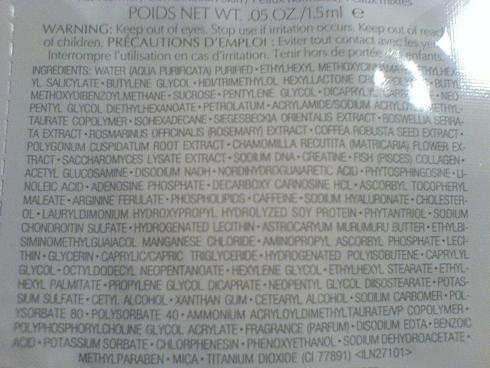 POIDS NET WT. .05 OZ./1.5ml ℮
WARNING: Keep out of eyes. Stop use if irritation occurs. Keep out of reach
of children. PRÉCAUTIONS D'EMPLOI : Eviter tout contact avec les yeux.
Interrompre l'utilisation en cas d'irritation. Tenir hors de portée des enfants.
INGREDIENTS: WATER (AQUA PURIFICATA) PURIFIED • ETHYLHEXYL METHOXYCINNAMATE • ETHYLHEX-
YL SALICYLATE • BUTYLENE GLYCOL • HDI/TRIMETHYLOL HEXYLLACTONE • BUTYL
METHOXYDIBENZOYLMETHANE • SUCROSE • PENTYLENE GLYCOL • DICAPRYLYL • NEO
PENTYL GLYCOL DIETHYLHEXANOATE • PETROLATUM • ACRYLAMIDE/SODIUM
TAURATE COPOLYMER • ISOHEXADECANE • SIEGESBECKIA ORIENTALIS EXTRACT • BOSWELLIA SERRA-
TA EXTRACT • ROSMARINUS OFFICINALIS (ROSEMARY) EXTRACT • COFFEA ROBUSTA SEED EXTRACT •
POLYGONUM CUSPIDATUM ROOT EXTRACT • CHAMOMILLA RECUTITA (MATRICARIA) FLOWER EX-
TRACT • SACCHAROMYCES LYSATE EXTRACT • SODIUM DNA • CREATINE • FISH (PISCES) COLLAGEN •
ACETYL GLUCOSAMINE • DISODIUM NADH • NORDIHYDROGUAIARETIC ACID • PHYTOSPHINGOSINE • LI-
NOLEIC ACID • ADENOSINE PHOSPHATE • DECARBOXY CARNOSINE HCL • ASCORBYL TOCOPHERYL
MALEATE • ARGININE FERULATE • PHOSPHOLIPIDS • CAFFEINE • SODIUM HYALURONATE • CHOLESTER-
OL • LAURYLDIMONIUM HYDROXYPROPYL HYDROLYZED SOY PROTEIN • PHYTANTRIOL • SODIUM
CHONDROITIN SULFATE • HYDROGENATED LECITHIN • ASTROCARYUM MURUMURU BUTTER • ETHYLBI-
SIMINOMETHYLGUAIACOL MANGANESE CHLORIDE • AMINOPROPYL ASCORBYL PHOSPHATE • LECI-
THIN • GLYCERIN • CAPRYLIC/CAPRIC TRIGLYCERIDE • HYDROGENATED POLYISOBUTENE • CAPRYLYL
GLYCOL • OCTYLDODECYL NEOPENTANOATE • HEXYLENE GLYCOL • ETHYLHEXYL STEARATE • ETHYL-
HEXYL PALMITATE • PROPYLENE GLYCOL DICAPRATE • NEOPENTYL GLYCOL DIISOSTEARATE • POTAS-
SIUM SULFATE • CETYL ALCOHOL • XANTHAN GUM • CETEARYL ALCOHOL • SODIUM CARBOMER • POL-
YSORBATE 80 • POLYSORBATE 40 • AMMONIUM ACRYLOYLDIMETHYLTAURATE/VP COPOLYMER •
POLYPHOSPHORYLCHOLINE GLYCOL ACRYLATE • FRAGRANCE (PARFUM) • DISODIUM EDTA • BENZOIC
ACID • POTASSIUM SORBATE • CHLORPHENESIN • PHENOXYETHANOL • SODIUM DEHYDROACETATE •
METHYLPARABEN • MICA • TITANIUM DIOXIDE (CI 77891) <ILN27101>